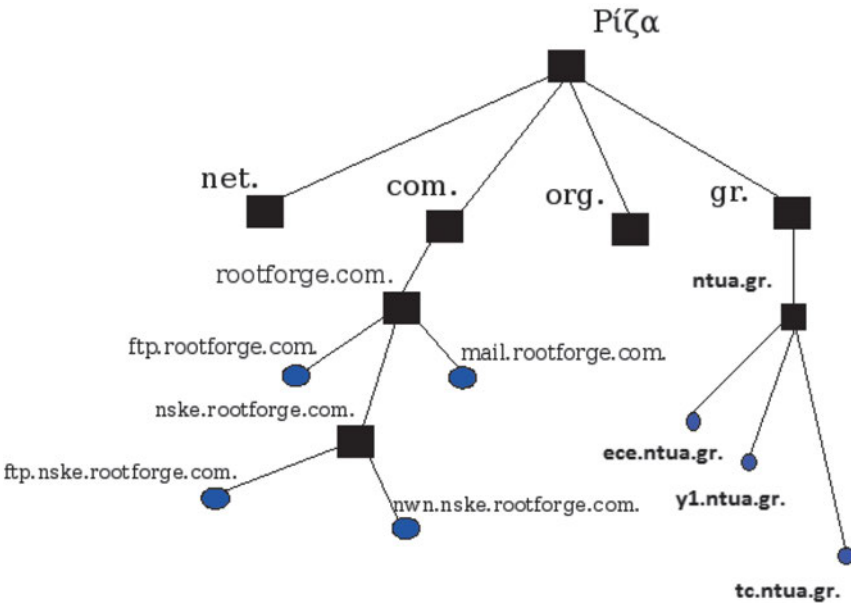 Ρίζα
net.
com.
org.
gr.
rootforge.com.
ntua.gr.
ftp.rootforge.com.
mail.rootforge.com.
nske.rootforge.com.
ece.ntua.gr.
ftp.nske.rootforge.com.
nwn.nske.rootforge.com.
y1.ntua.gr.
tc.ntua.gr.